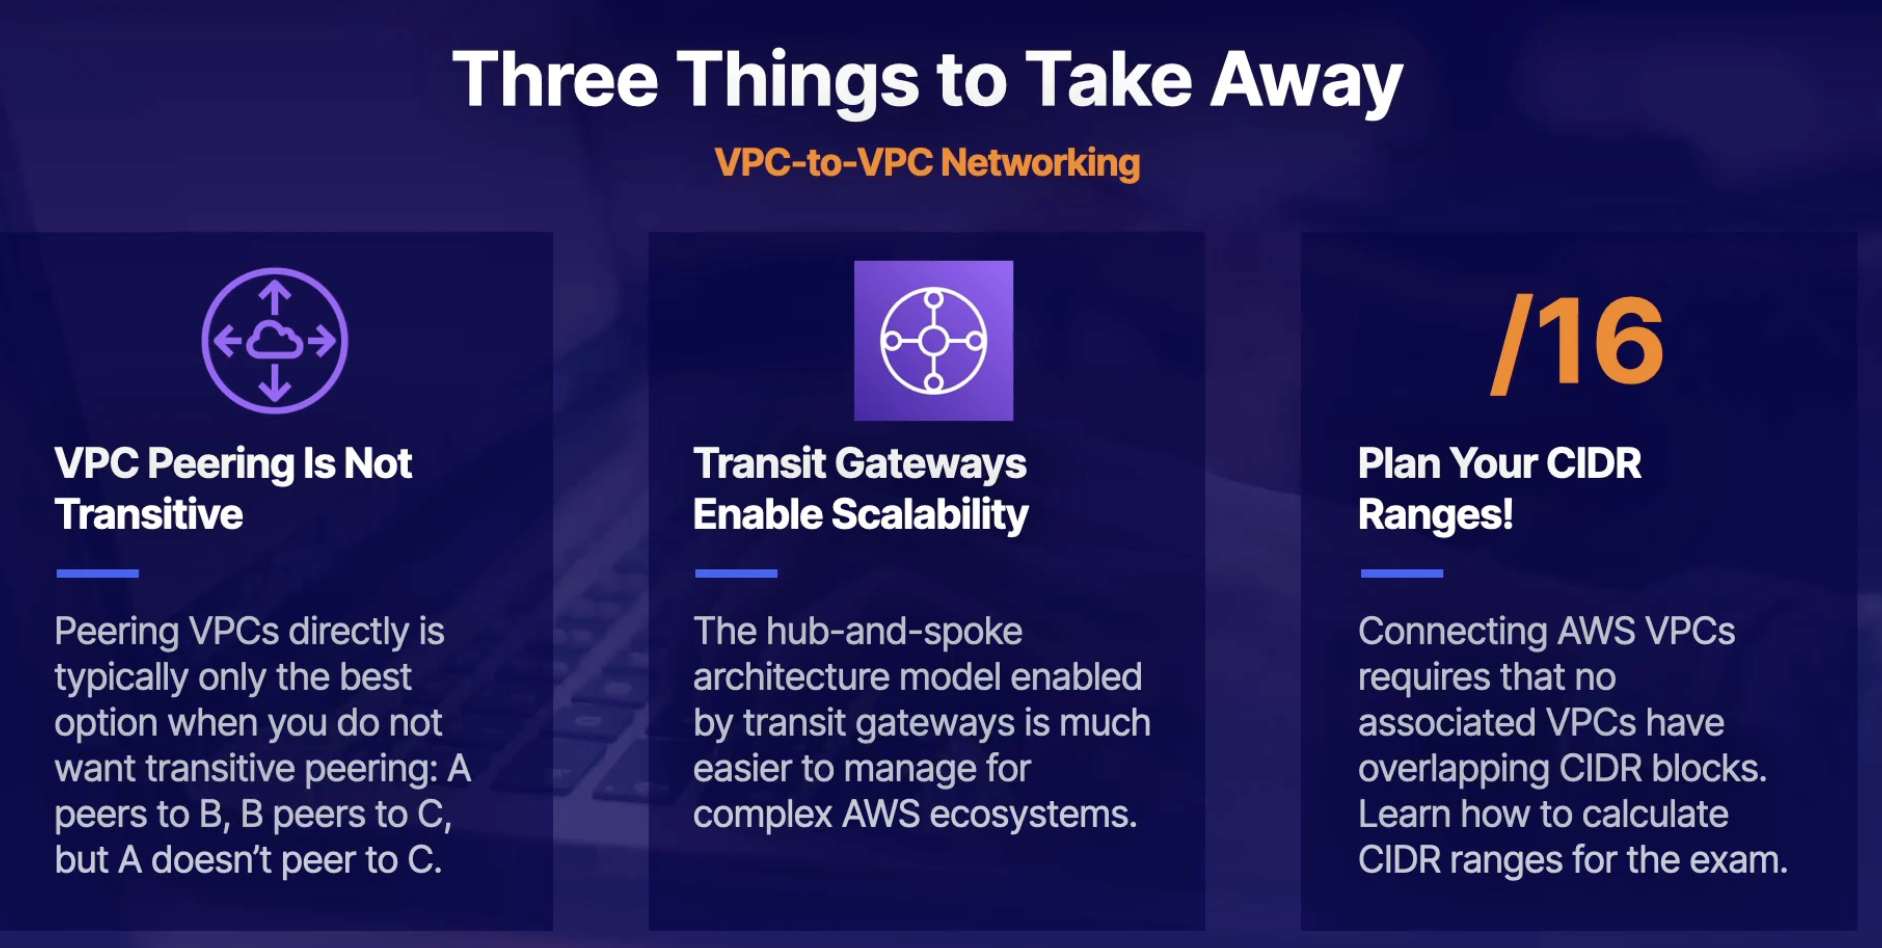 Three Things to Take Away
VPC-to-VPC Networking
VPC Peering Is Not
Transitive
Peering VPCs directly is
typically only the best
option when you do not
want transitive peering: A
peers to B, B peers to C,
but A doesn't peer to C.
Transit Gateways
Enable Scalability
The hub-and-spoke
architecture model enabled
by transit gateways is much
easier to manage for
complex AWS ecosystems.
/16
Plan Your CIDR
Ranges!
Connecting AWS VPCs
requires that no
associated VPCs have
overlapping CIDR blocks.
Learn how to calculate
CIDR ranges for the exam.